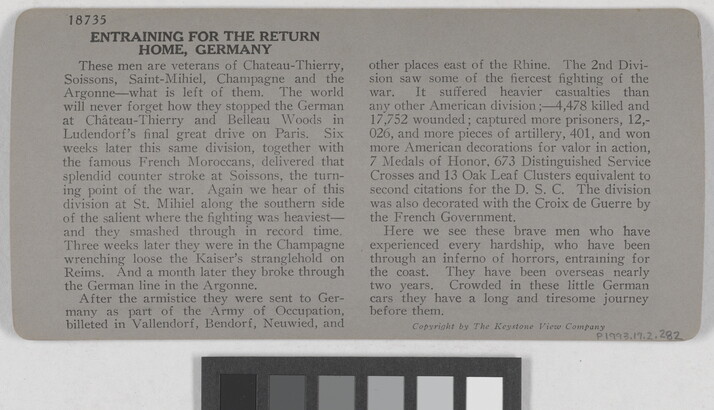 18735
ENTRAINING FOR THE RETURN
HOME, GERMANY
These men are veterans of Chateau-Thierry,
Soissons, Saint-Mihiel, Champagne and the
Argonne—what is left of them. The world
will never forget how they stopped the German
at Château-Thierry and Belleau Woods in
Ludendorf's final great drive on Paris. Six
weeks later this same division, together with
the famous French Moroccans, delivered that
splendid counter stroke at Soissons, the turn-
ing point of the war. Again we hear of this
division at St. Mihiel along the southern side
of the salient where the fighting was heaviest—
and they smashed through in record time.
Three weeks later they were in the Champagne
wrenching loose the Kaiser's stranglehold on
Reims. And a month later they broke through
the German line in the Argonne.
After the armistice they were sent to Ger-
many as part of the Army of Occupation,
billeted in Vallendorf, Bendorf, Neuwied, and
other places east of the Rhine. The 2nd Divi-
sion saw some of the fiercest fighting of the
war. It suffered heavier casualties than
any other American division;—4,478 killed and
17,752 wounded; captured more prisoners, 12,-
026, and more pieces of artillery, 401, and won
more American decorations for valor in action,
7 Medals of Honor, 673 Distinguished Service
Crosses and 13 Oak Leaf Clusters equivalent to
second citations for the D. S. C. The division
was also decorated with the Croix de Guerre by
the French Government.
Here we see these brave men who have
experienced every hardship, who have been
through an inferno of horrors, entraining for
the coast. They have been overseas nearly
two years. Crowded in these little German
cars they have a long and tiresome journey
before them.
Copyright by The Keystone View Company
P.1993.19.2.282